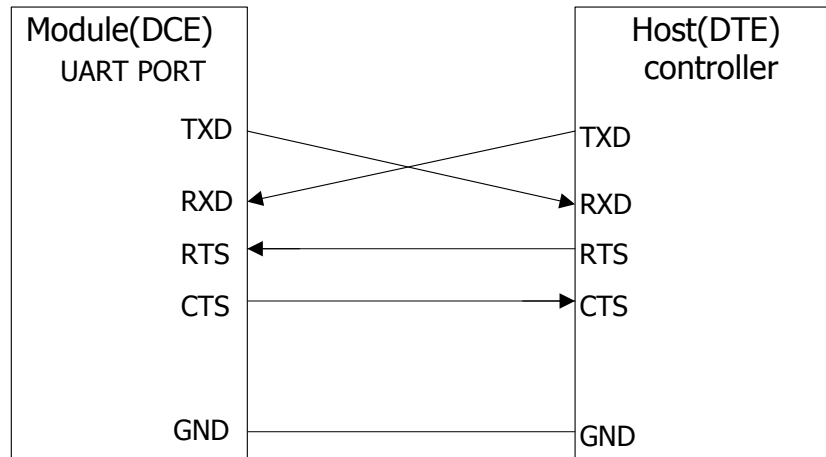 Module(DCE)
UART PORT
TXD
RXD
RTS
CTS
GND
Host(DTE)
controller
TXD
RXD
RTS
CTS
GND